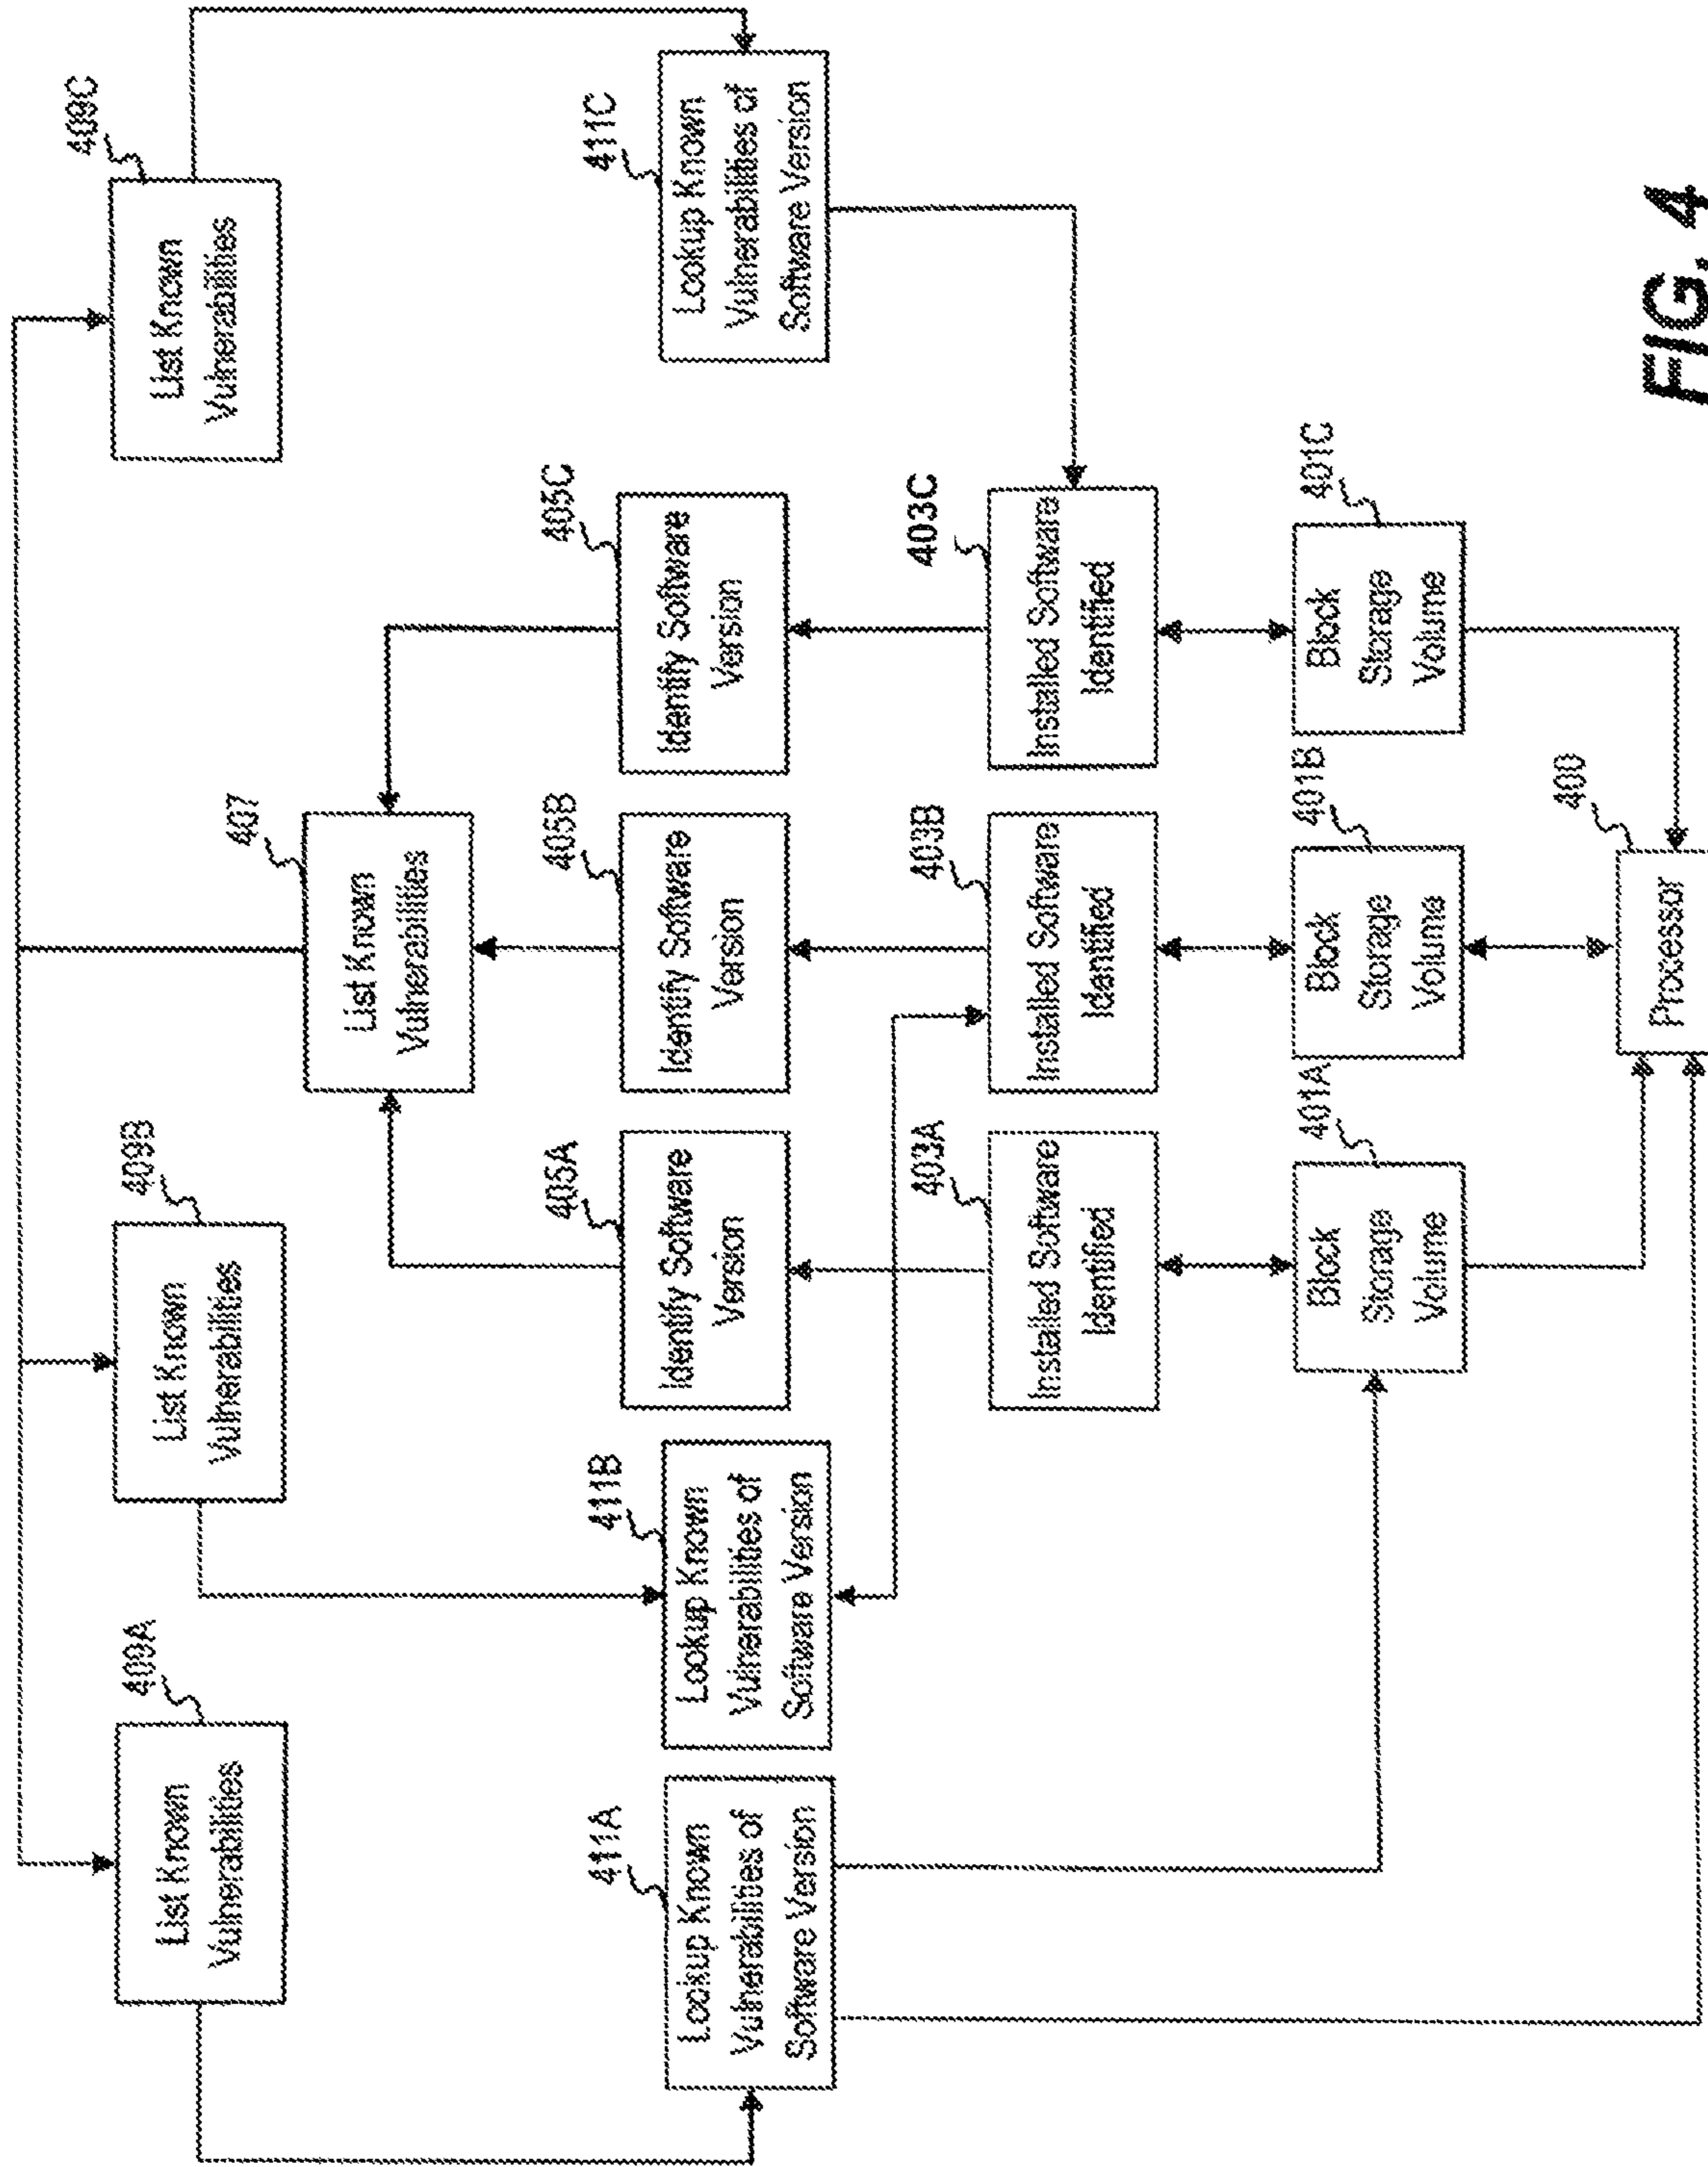 409A
List Known
Vulnerabilities
409B
List Known
Vulnerabilities
409C
List Known
Vulnerabilities
407
List Known
Vulnerabilities
411A
Lookup Known
Vulnerabilities of
Software Version
411B
Lookup Known
Vulnerabilities of
Software Version
405A
Identify Software
Version
405B
Identify Software
Version
405C
Identify Software
Version
411C
Lookup Known
Vulnerabilities of
Software Version
403A
Installed Software
Identified
403B
Installed Software
Identified
403C
Installed Software
Identified
401A
Block
Storage
Volume
401B
Block
Storage
Volume
401C
Block
Storage
Volume
400
Processor
FIG. 4